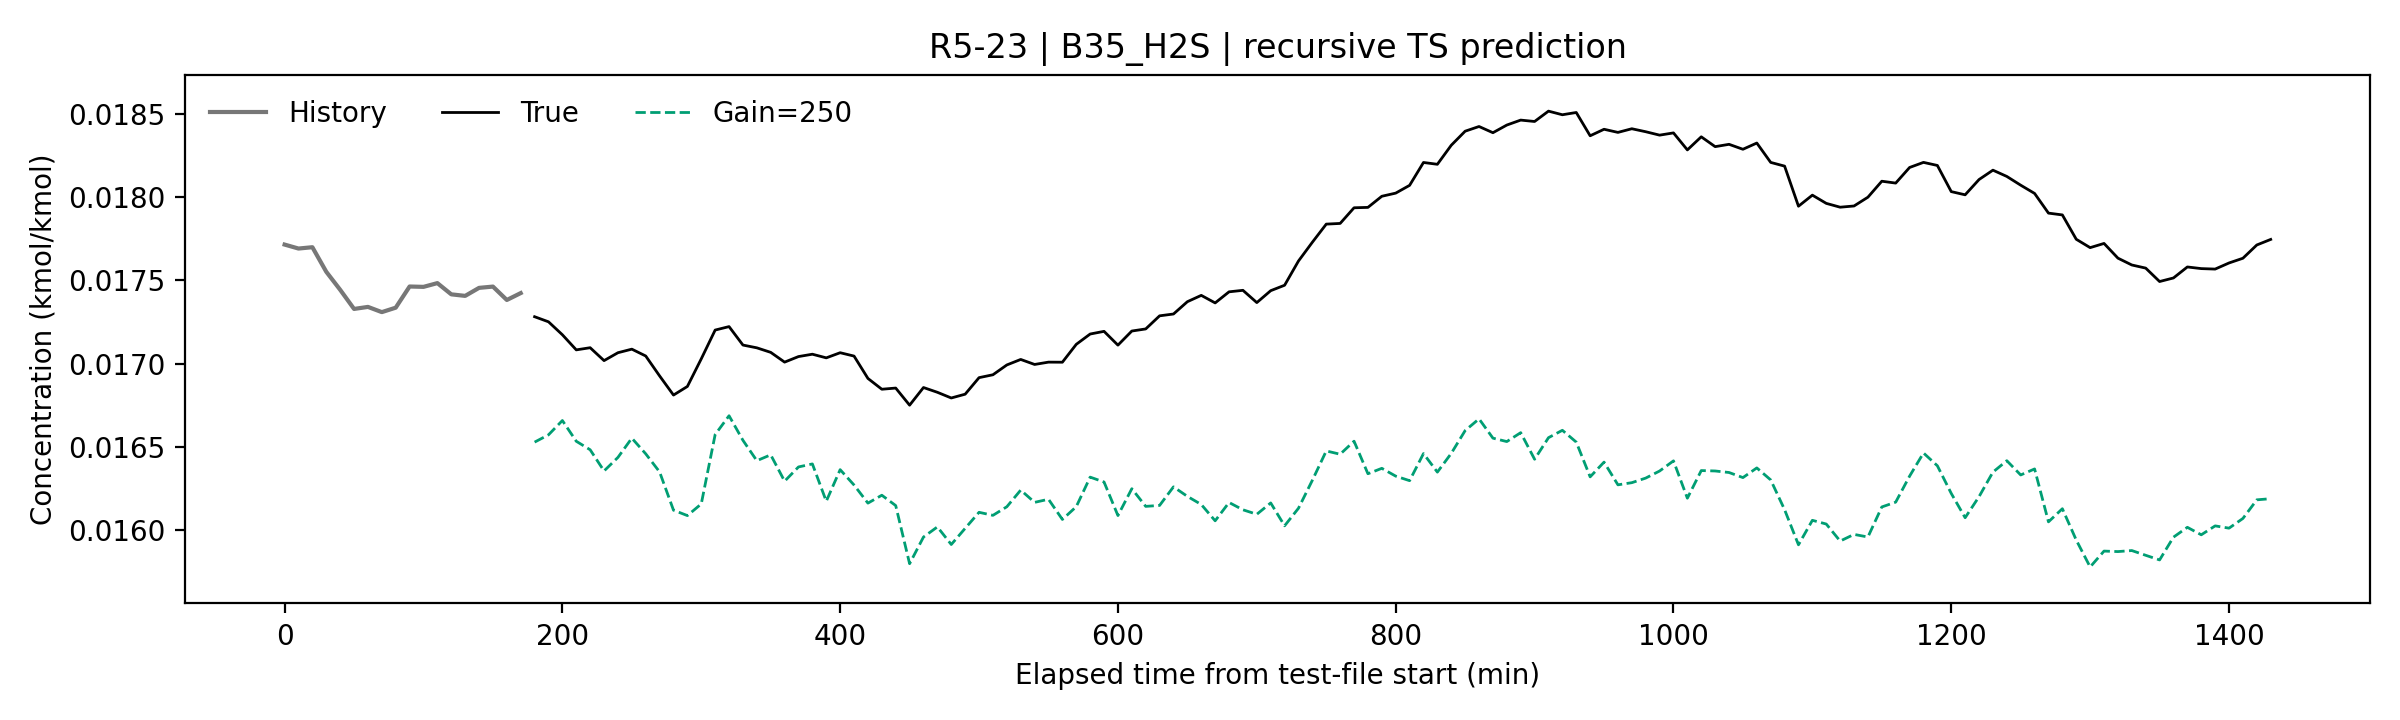 R5-23 | B35_H2S | recursive TS prediction
History True Gain=250
Concentration (kmol/kmol)
0.0185
0.0180
0.0175
0.0170
0.0165
0.0160
0 200 400 600 800 1000 1200 1400
Elapsed time from test-file start (min)